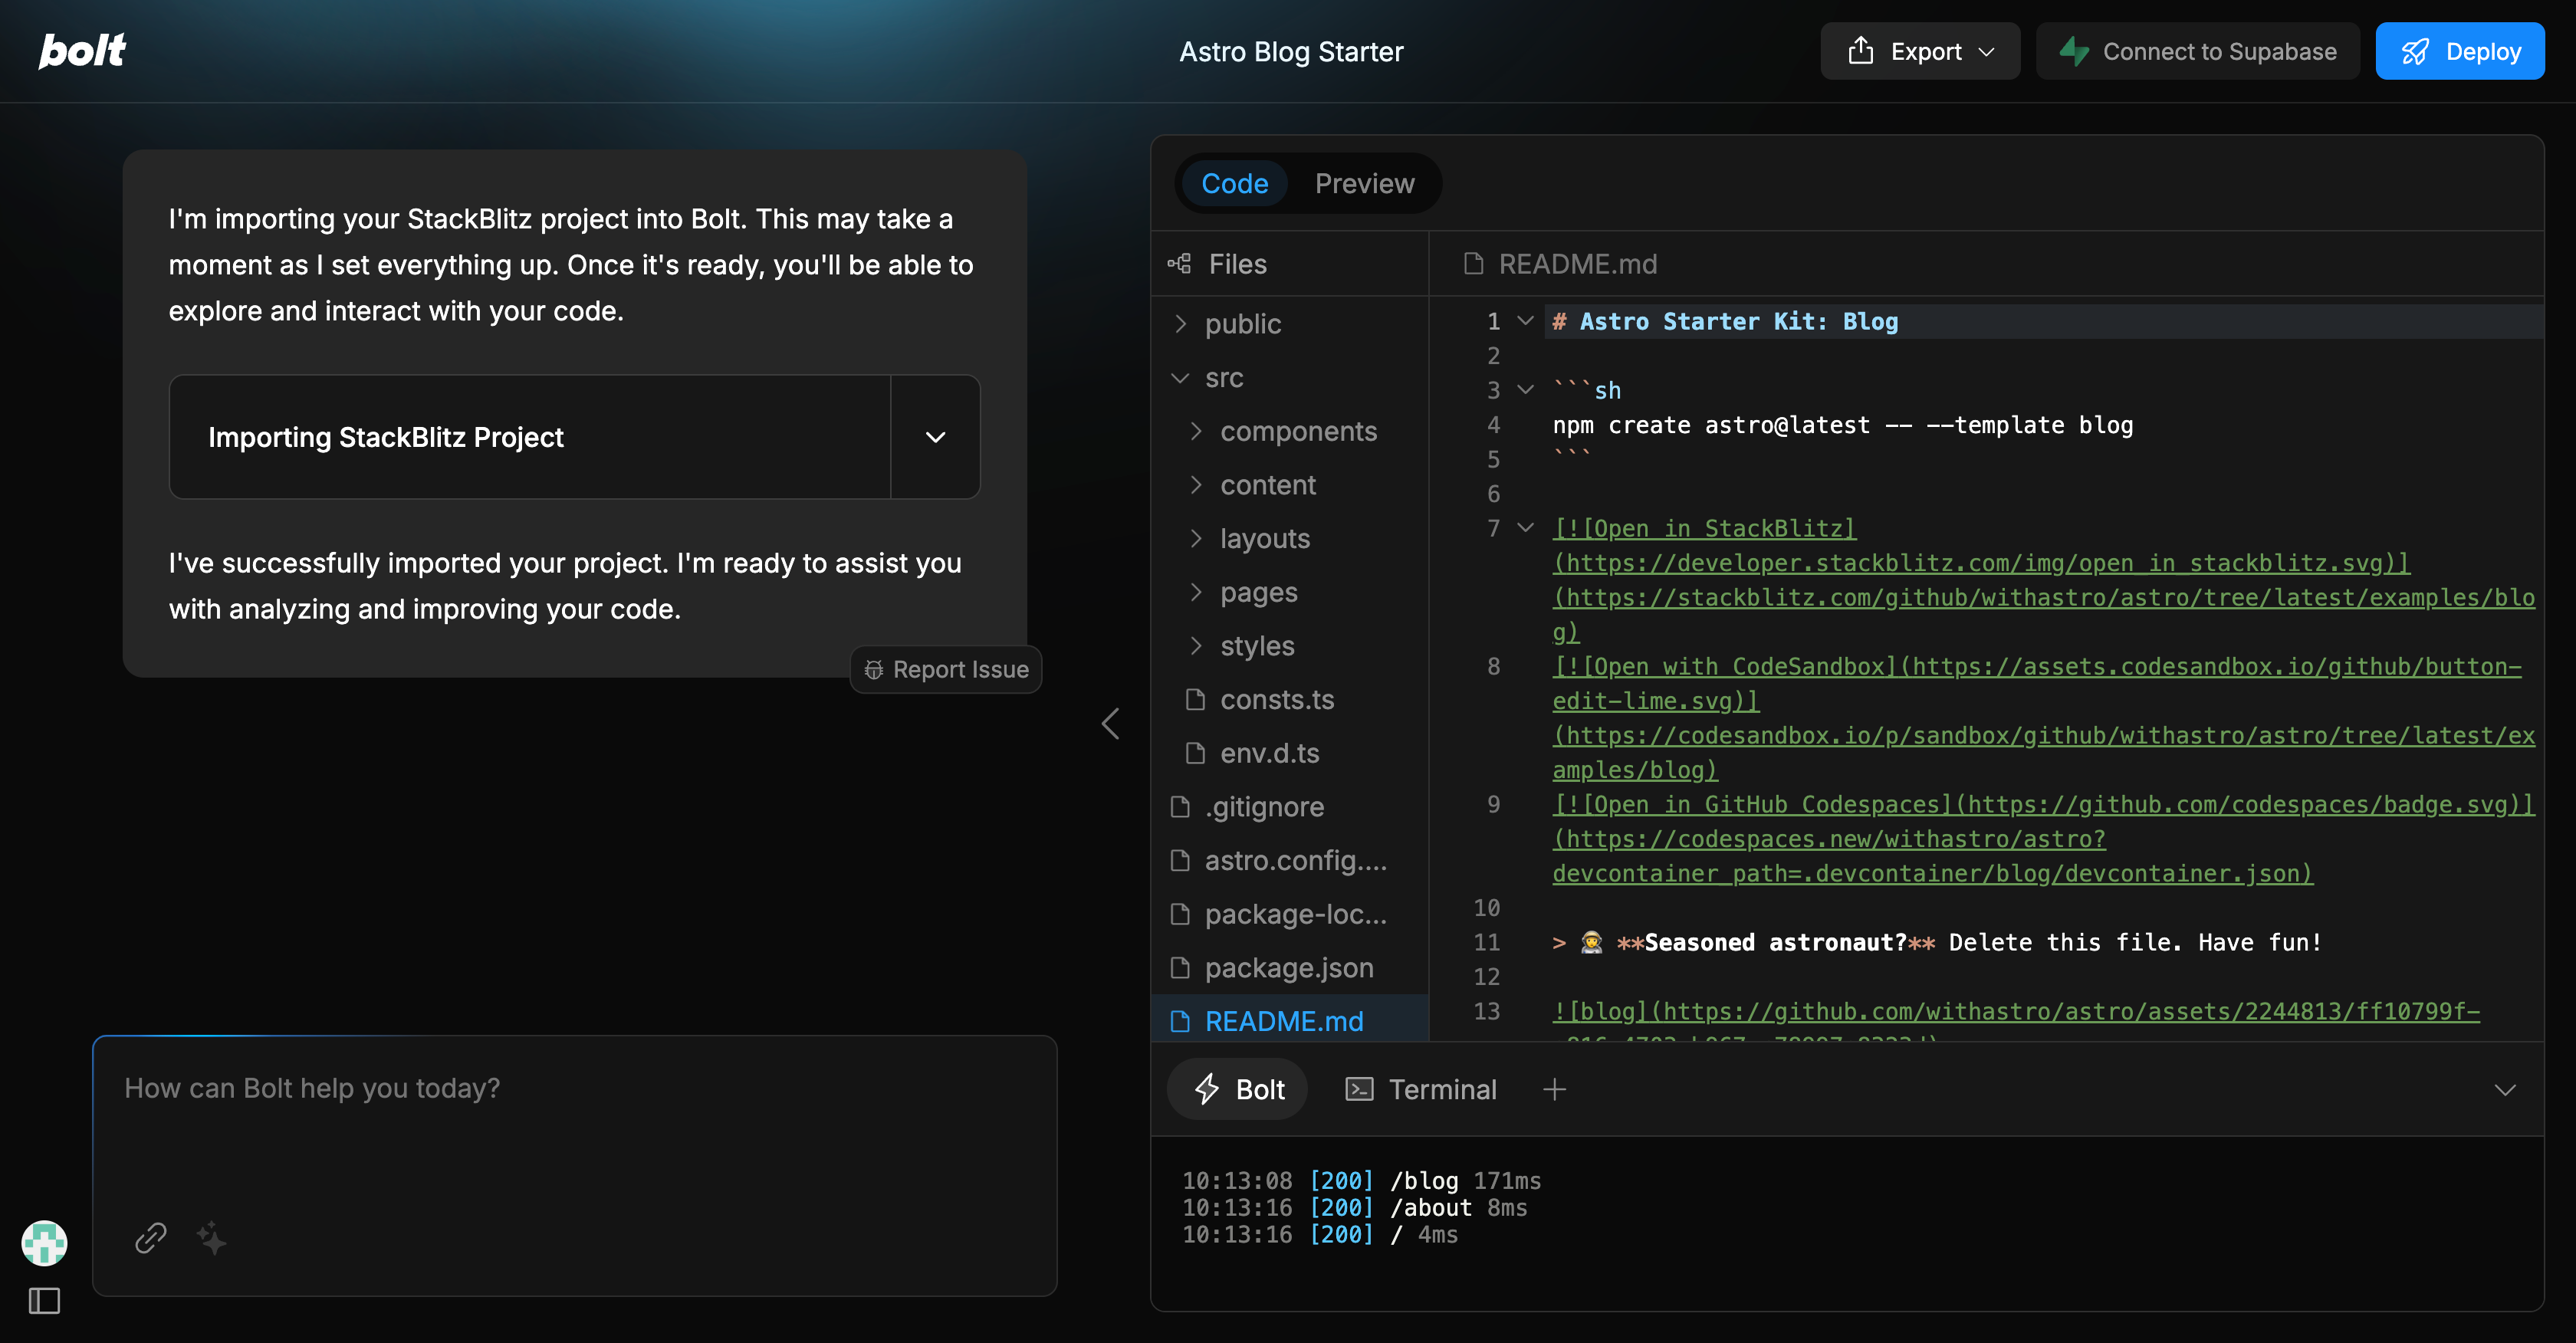 bolt
Astro Blog Starter
Export
Connect to Supabase
Deploy
I'm importing your StackBlitz project into Bolt. This may take a
moment as I set everything up. Once it's ready, you'll be able to
explore and interact with your code.
Importing StackBlitz Project
I've successfully imported your project. I'm ready to assist you
with analyzing and improving your code.
Report Issue
How can Bolt help you today?
Code
Preview
Files
public
src
components
content
layouts
pages
styles
consts.ts
env.d.ts
.gitignore
astro.config....
package-loc...
package.json
README.md
README.md
1 # Astro Starter Kit: Blog
2
3 ```sh
4 npm create astro@latest -- --template blog
5 ```
6
7 [![Open in StackBlitz]
(https://developer.stackblitz.com/img/open_in_stackblitz.svg)]
(https://stackblitz.com/github/withastro/astro/tree/latest/examples/blo
g)
8 [![Open with CodeSandbox](https://assets.codesandbox.io/github/button-
edit-lime.svg)]
(https://codesandbox.io/p/sandbox/github/withastro/astro/tree/latest/ex
amples/blog)
9 [![Open in GitHub Codespaces](https://github.com/codespaces/badge.svg)]
(https://codespaces.new/withastro/astro?
devcontainer_path=.devcontainer/blog/devcontainer.json)
10
11 > 🧑‍🚀 **Seasoned astronaut?** Delete this file. Have fun!
12
13 ![blog](https://github.com/withastro/astro/assets/2244813/ff10799f-
Bolt
Terminal
10:13:08 [200] /blog 171ms
10:13:16 [200] /about 8ms
10:13:16 [200] / 4ms